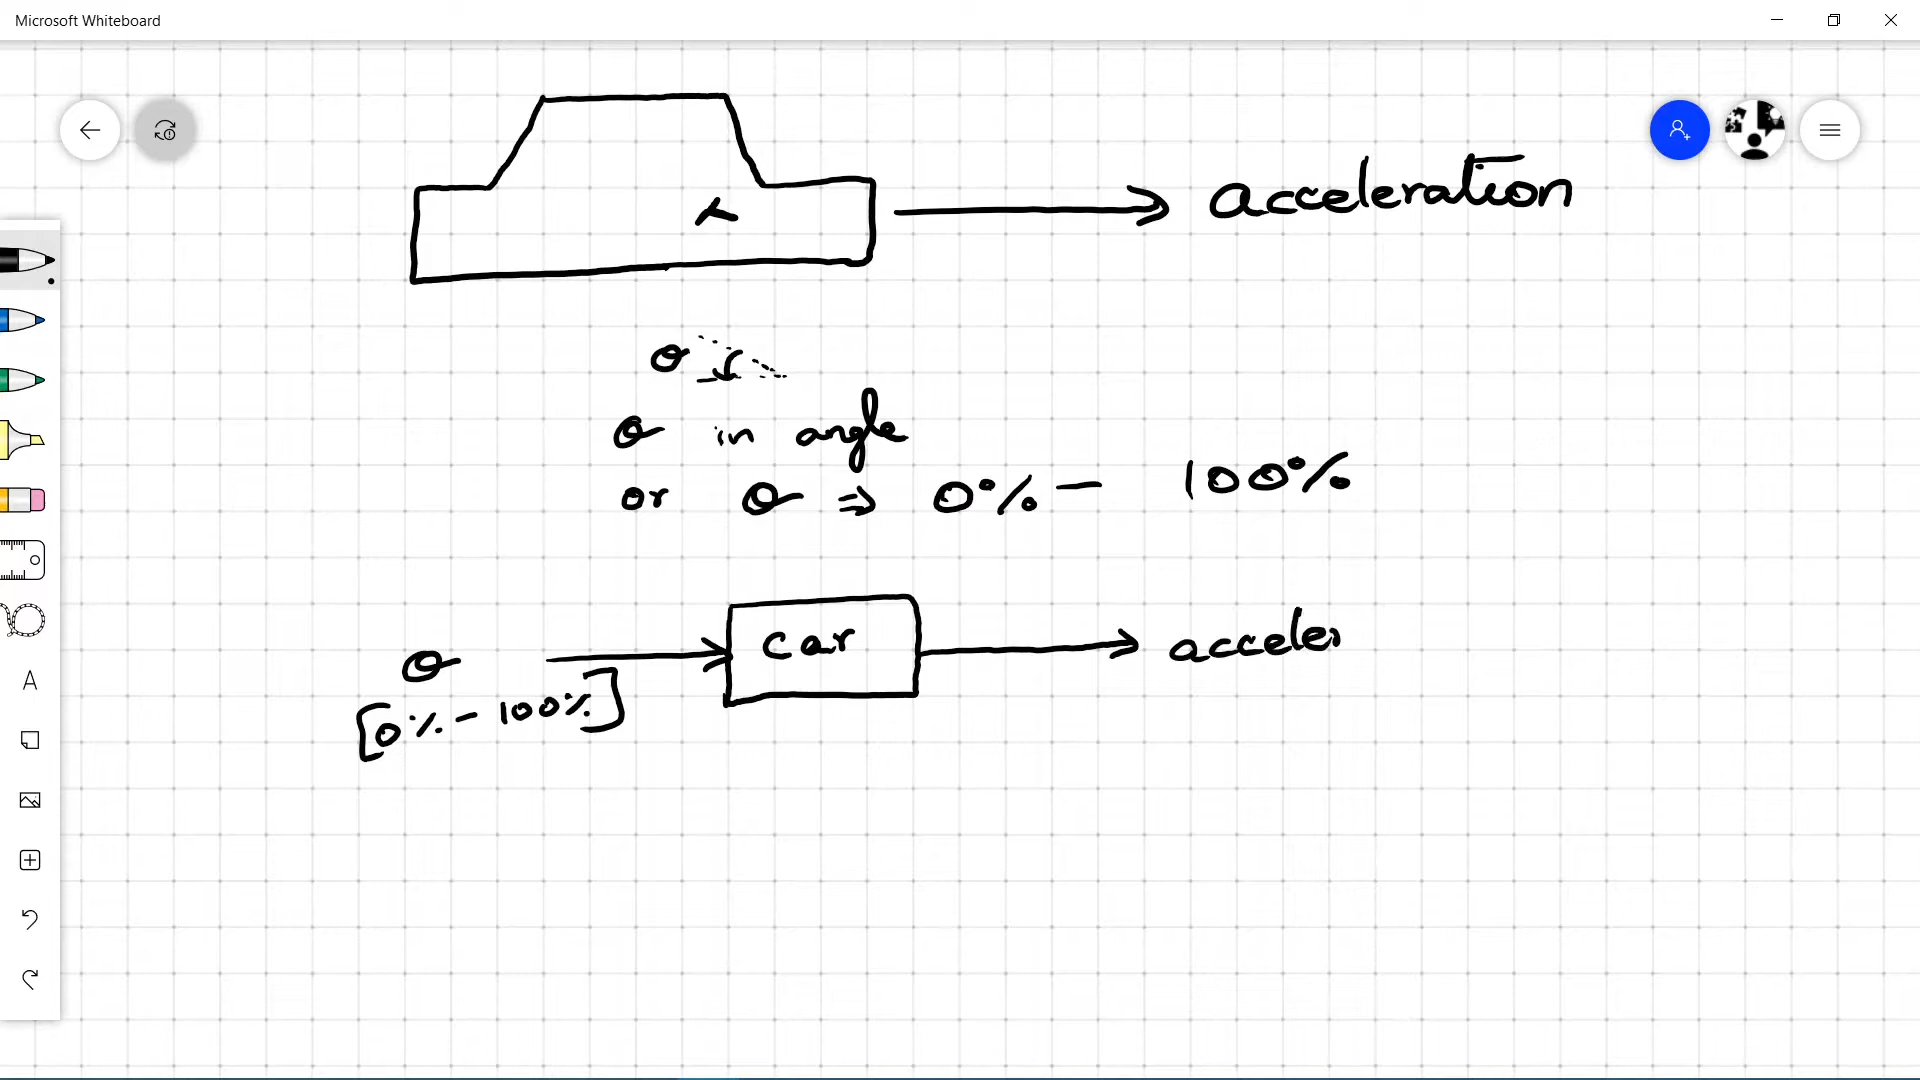 Microsoft Whiteboard
acceleration
θ
θ in angle
or θ ⇒ 0% - 100%
θ
[0% - 100%]
Car
acceler
A